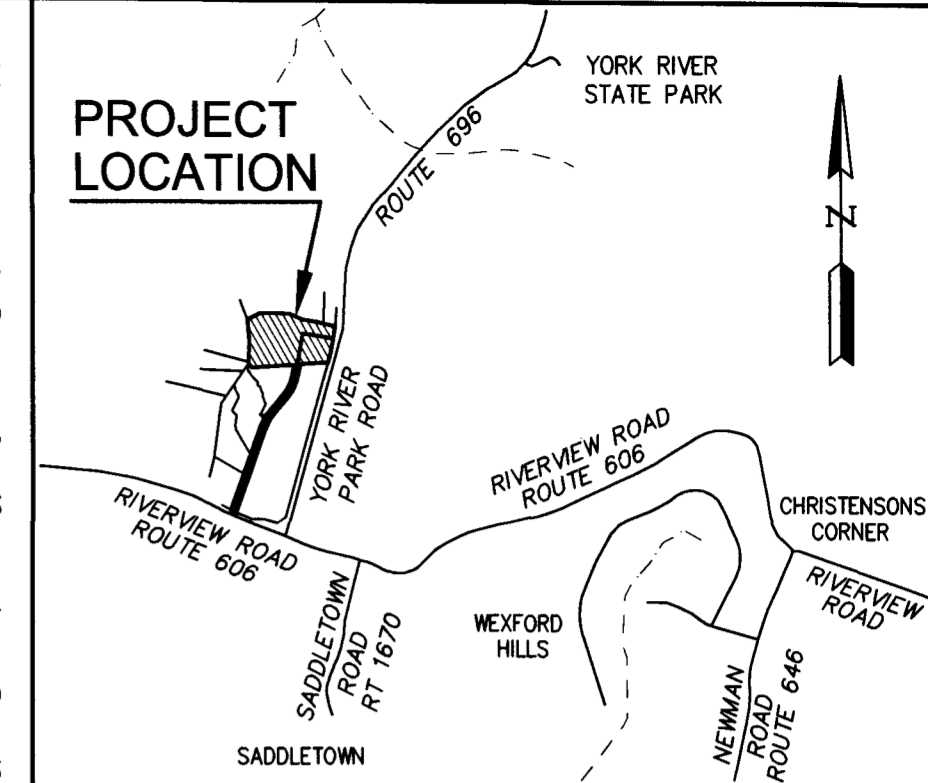 YORK RIVER
STATE PARK
PROJECT
LOCATION
ROUTE 696
N
YORK RIVER
PARK ROAD
RIVERVIEW ROAD
ROUTE 606
CHRISTENSONS
CORNER
RIVERVIEW ROAD
ROUTE 606
RIVERVIEW
ROAD
WEXFORD
HILLS
SADDLETOWN
ROAD
RT 1670
NEWMAN
ROAD
ROUTE 646
SADDLETOWN